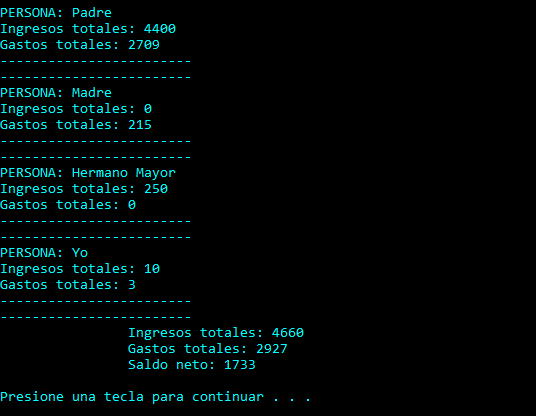 PERSONA: Padre
Ingresos totales: 4400
Gastos totales: 2709
------------------------
------------------------
PERSONA: Madre
Ingresos totales: 0
Gastos totales: 215
------------------------
------------------------
PERSONA: Hermano Mayor
Ingresos totales: 250
Gastos totales: 0
------------------------
------------------------
PERSONA: Yo
Ingresos totales: 10
Gastos totales: 3
------------------------
------------------------
Ingresos totales: 4660
Gastos totales: 2927
Saldo neto: 1733
Presione una tecla para continuar . . .